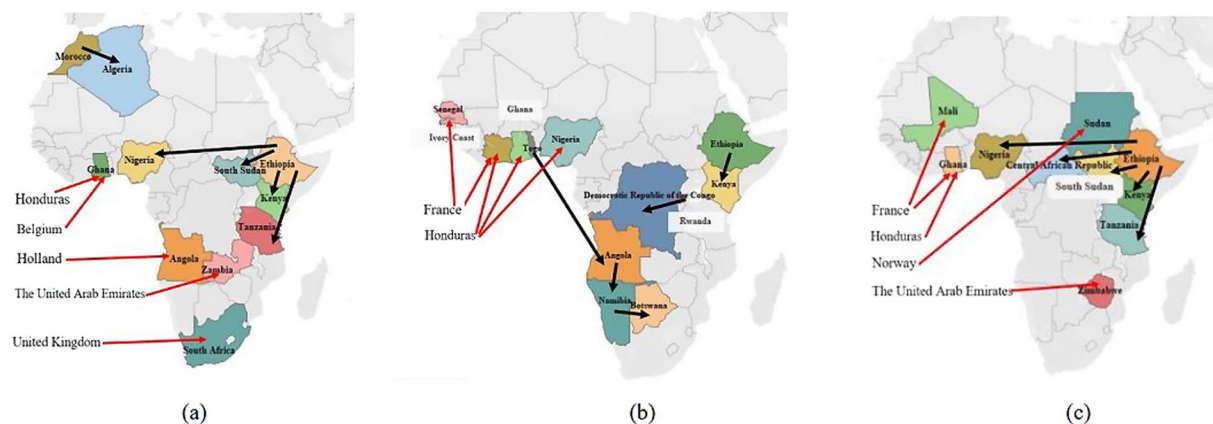 Morocco
Algeria
Ghana
Nigeria
South Sudan
Ethiopia
Kenya
Tanzania
Angola
Zambia
South Africa
Honduras
Belgium
Holland
The United Arab Emirates
United Kingdom
(a)
Senegal
Ghana
Ivory Coast
Togo
Nigeria
Ethiopia
Kenya
Democratic Republic of the Congo
Rwanda
Angola
Namibia
Botswana
France
Honduras
(b)
Mali
Sudan
Ghana
Nigeria
Central African Republic
Ethiopia
South Sudan
Kenya
Tanzania
Zimbabwe
France
Honduras
Norway
The United Arab Emirates
(c)